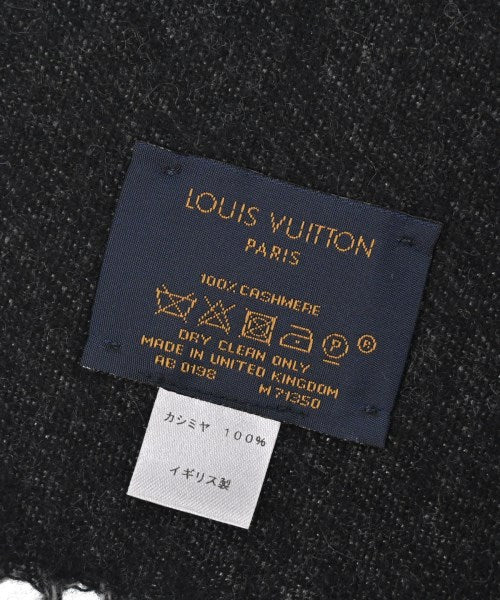 LOUIS VUITTON
PARIS
100% CASHMERE
P ®
DRY CLEAN ONLY
MADE IN UNITED KINGDOM
AB 0198 M71350
カシミヤ 100%
イギリス製